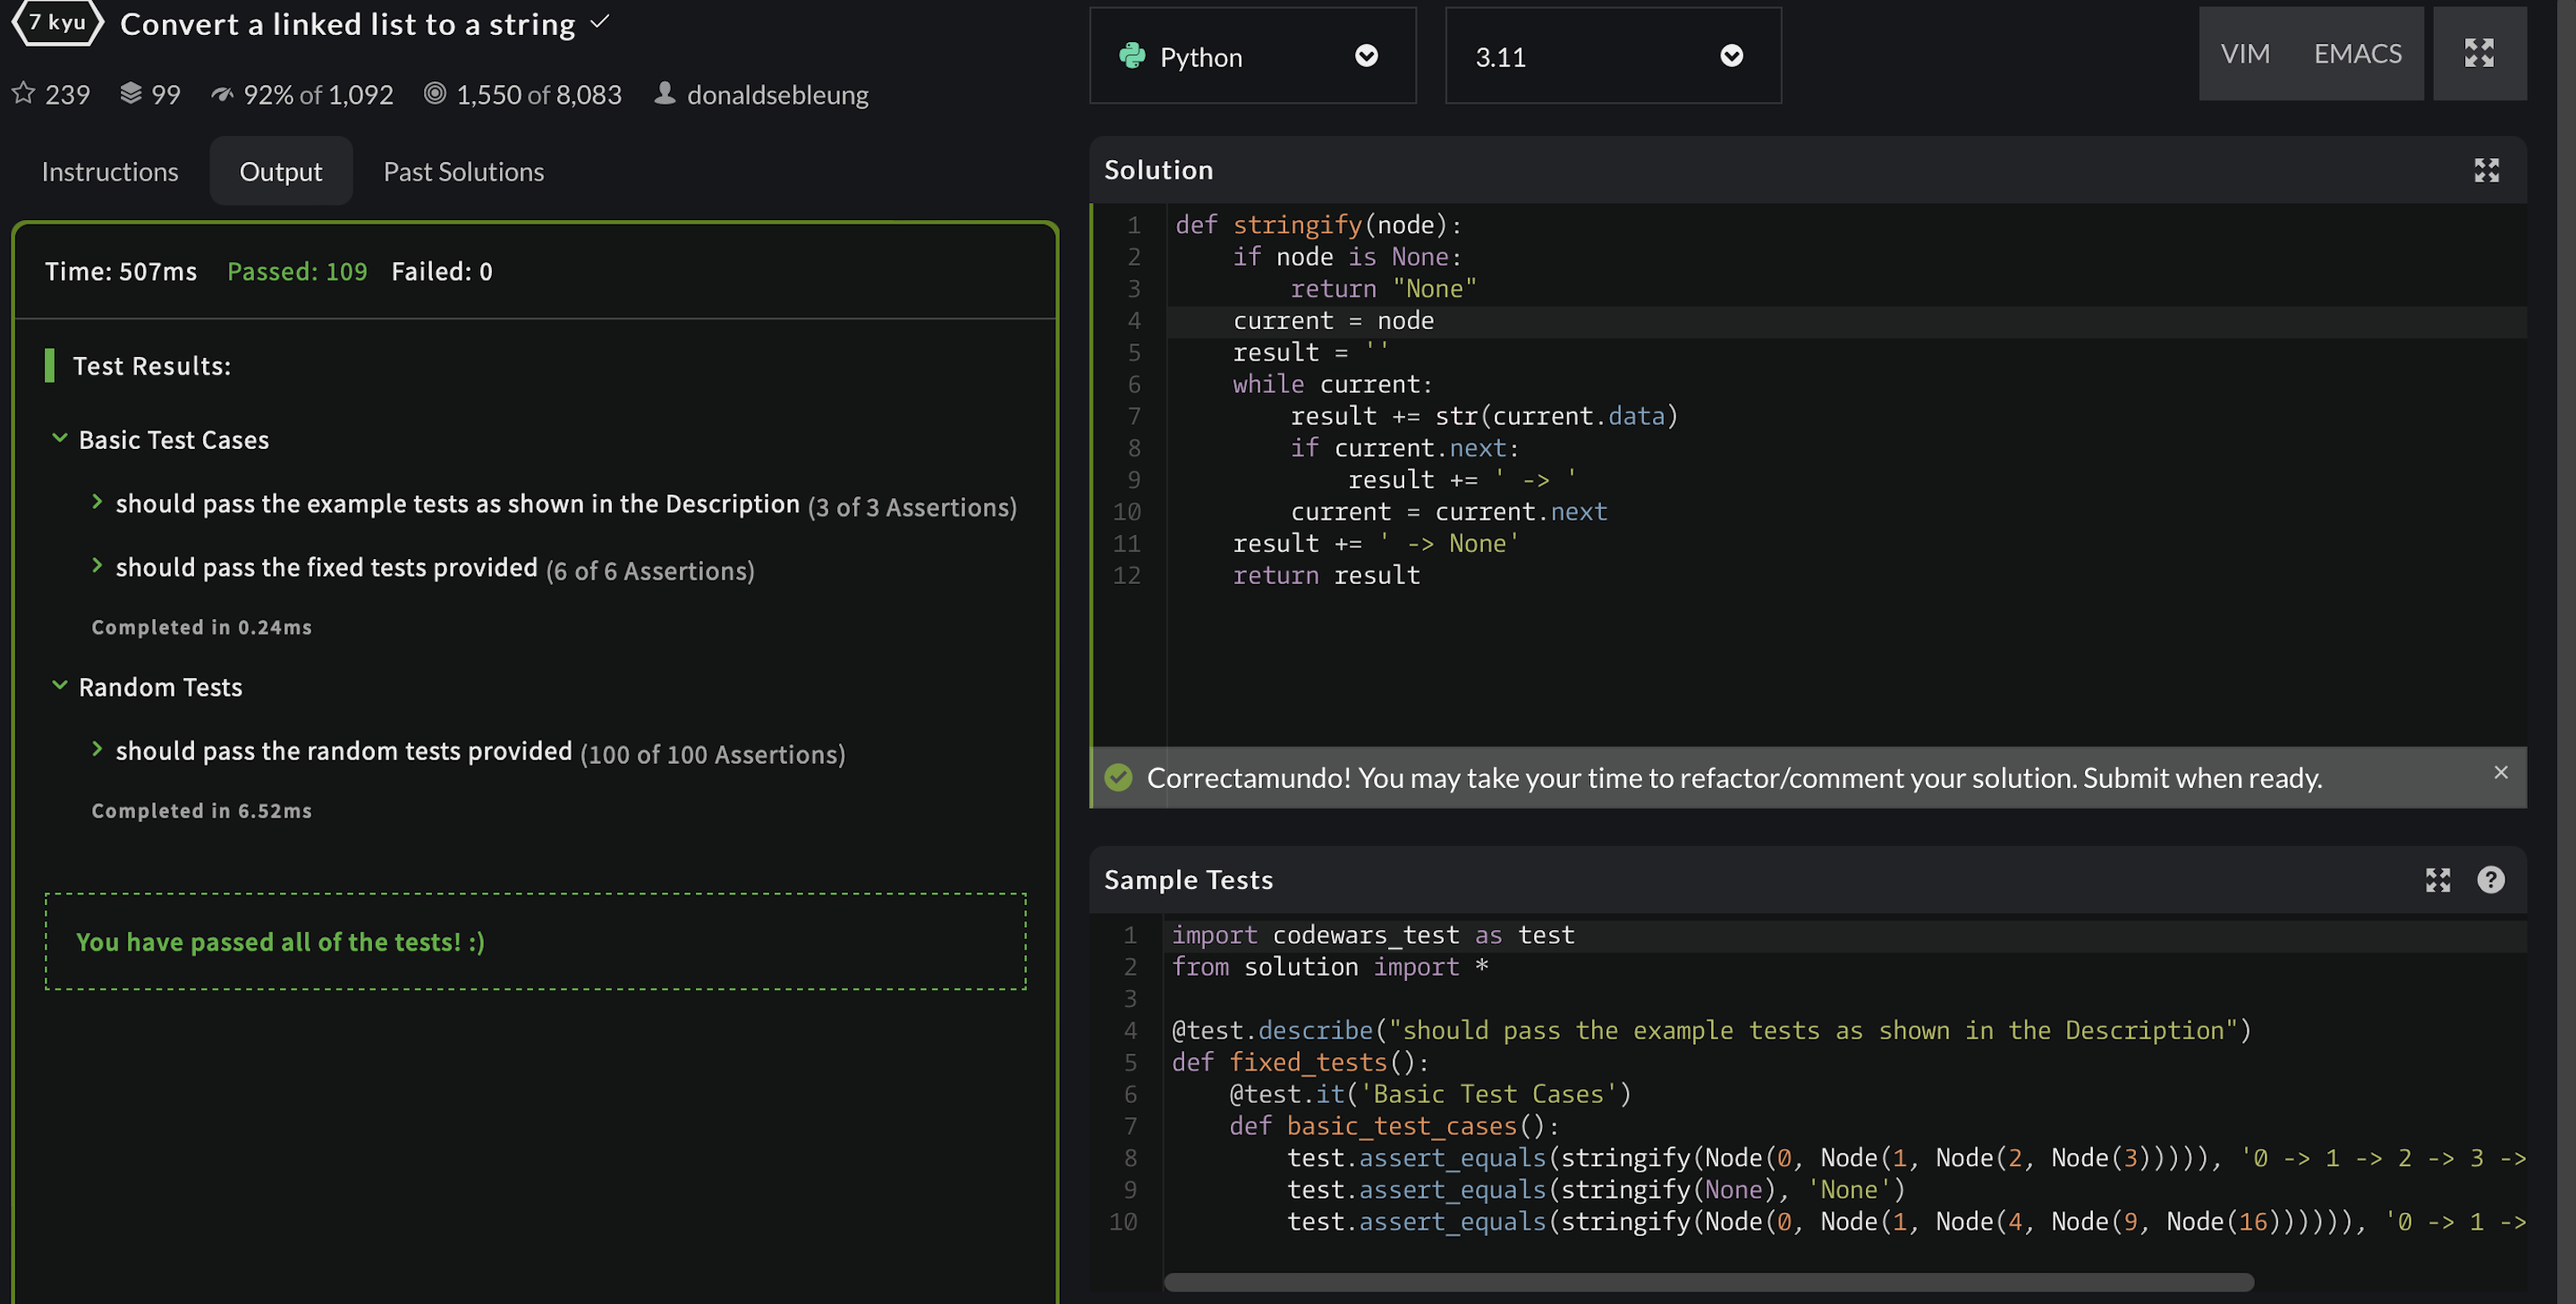 7 kyu Convert a linked list to a string
239 99 92% of 1,092 1,550 of 8,083 donaldsebleung
Instructions Output Past Solutions
Time: 507ms Passed: 109 Failed: 0
Test Results:
Basic Test Cases
should pass the example tests as shown in the Description (3 of 3 Assertions)
should pass the fixed tests provided (6 of 6 Assertions)
Completed in 0.24ms
Random Tests
should pass the random tests provided (100 of 100 Assertions)
Completed in 6.52ms
You have passed all of the tests! :)
Python 3.11 VIM EMACS
Solution
1 def stringify(node):
2     if node is None:
3         return "None"
4     current = node
5     result = ''
6     while current:
7         result += str(current.data)
8         if current.next:
9             result += ' -> '
10         current = current.next
11     result += ' -> None'
12     return result
Correctamundo! You may take your time to refactor/comment your solution. Submit when ready. ×
Sample Tests ?
1 import codewars_test as test
2 from solution import *
3
4 @test.describe("should pass the example tests as shown in the Description")
5 def fixed_tests():
6     @test.it('Basic Test Cases')
7     def basic_test_cases():
8         test.assert_equals(stringify(Node(0, Node(1, Node(2, Node(3))))), '0 -> 1 -> 2 -> 3 ->
9         test.assert_equals(stringify(None), 'None')
10         test.assert_equals(stringify(Node(0, Node(1, Node(4, Node(9, Node(16)))))), '0 -> 1 ->